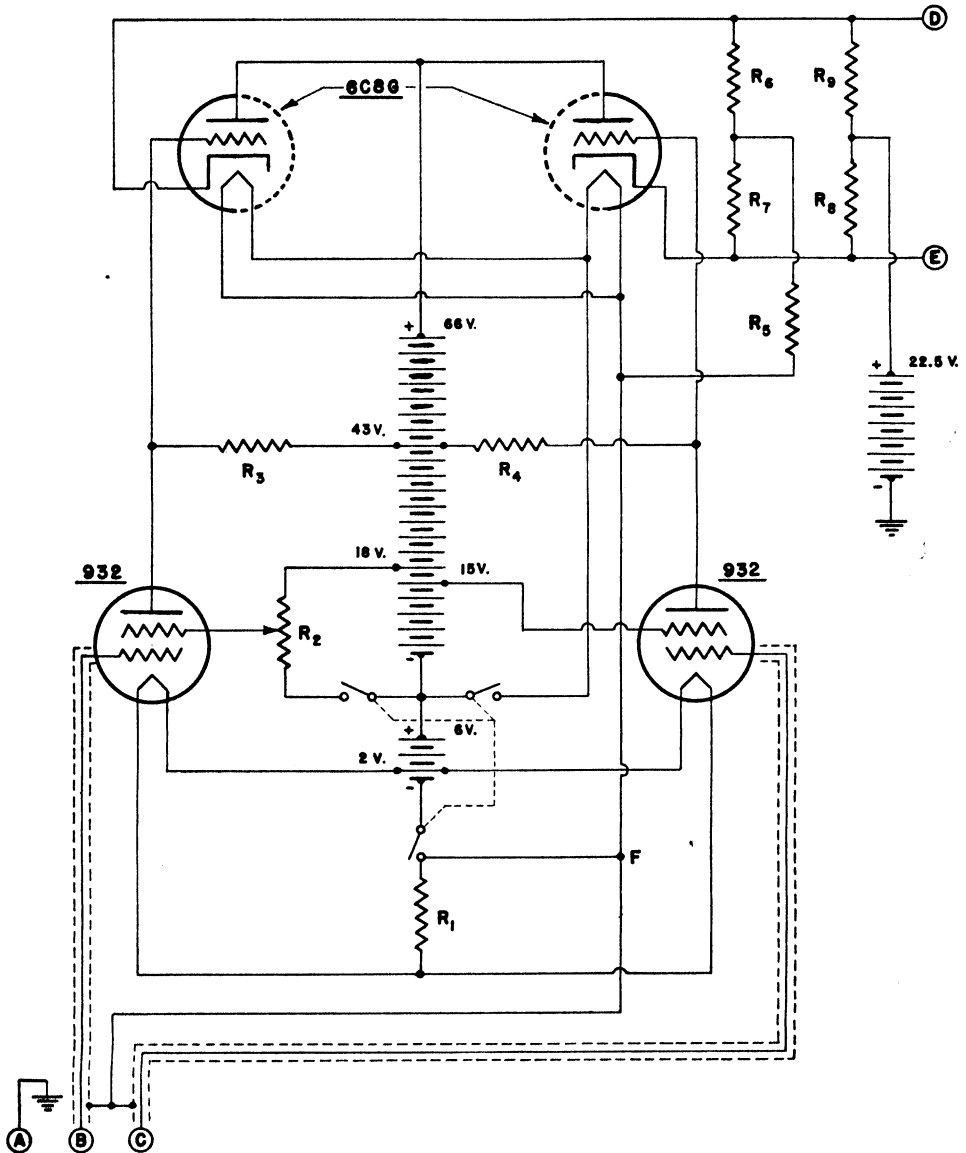 D
6C8G
R6
R9
R7
R8
E
+ 66 V.
R5
+ 22.5 V.
43 V.
R3
R4
-
18 V.
15 V.
932
932
R2
-
+ 6 V.
2 V.
-
F
R1
A
B
C